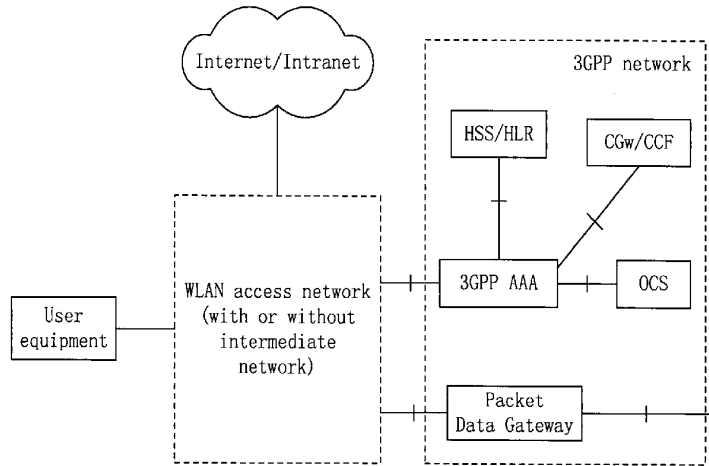 Internet/Intranet
3GPP network
HSS/HLR
CGw/CCF
WLAN access network
(with or without
intermediate
network)
3GPP AAA
OCS
User
equipment
Packet
Data Gateway